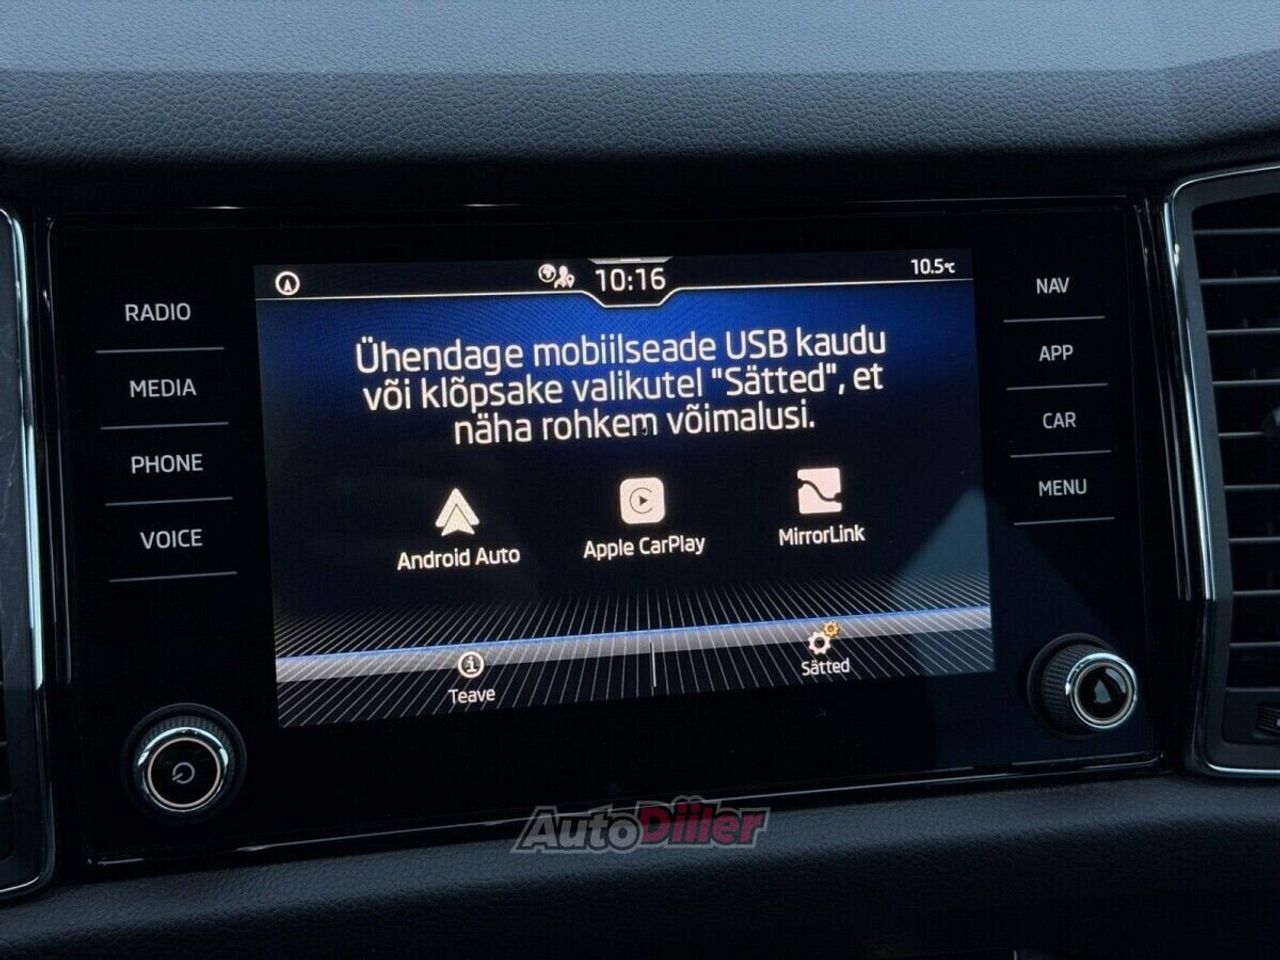 10:16
10.5°C
RADIO
MEDIA
PHONE
VOICE
Ühendage mobiilseade USB kaudu
või klõpsake valikutel "Sätted", et
näha rohkem võimalusi.
Android Auto
Apple CarPlay
MirrorLink
Teave
Sätted
NAV
APP
CAR
MENU
AutoDiiler